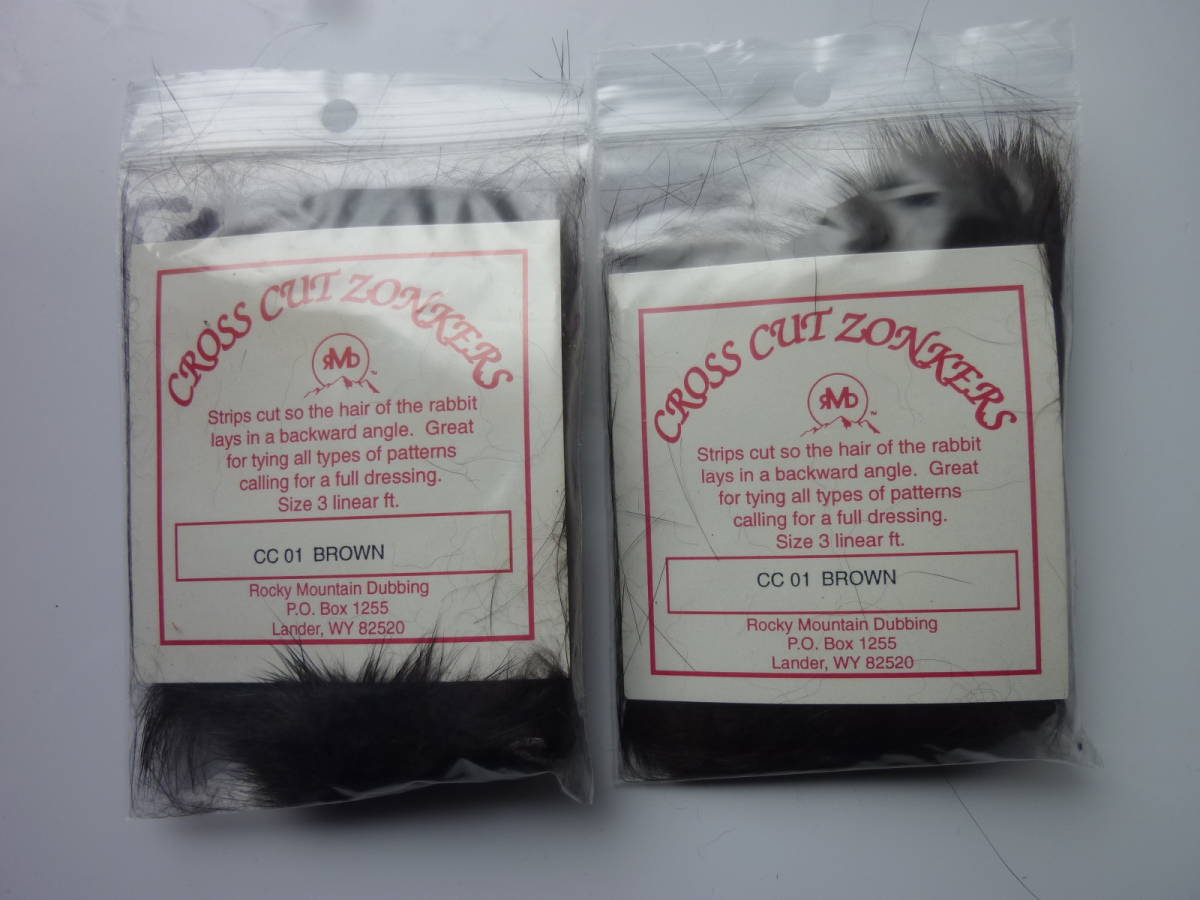 CROSS CUT ZONKERS
RMD
™
Strips cut so the hair of the rabbit
lays in a backward angle. Great
for tying all types of patterns
calling for a full dressing.
Size 3 linear ft.
CC 01 BROWN
Rocky Mountain Dubbing
P.O. Box 1255
Lander, WY 82520
CROSS CUT ZONKERS
RMD
™
Strips cut so the hair of the rabbit
lays in a backward angle. Great
for tying all types of patterns
calling for a full dressing.
Size 3 linear ft.
CC 01 BROWN
Rocky Mountain Dubbing
P.O. Box 1255
Lander, WY 82520